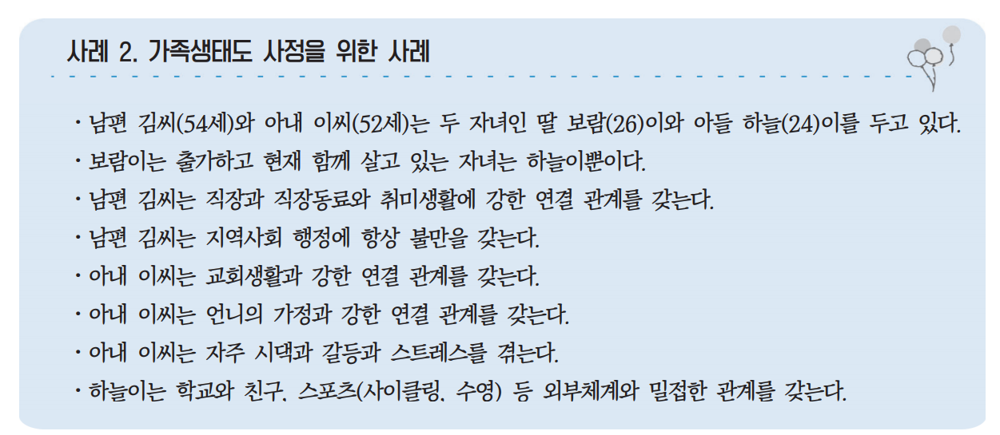 사례 2. 가족생태도 사정을 위한 사례
· 남편 김씨(54세)와 아내 이씨(52세)는 두 자녀인 딸 보람(26)이와 아들 하늘(24)이를 두고 있다.
· 보람이는 출가하고 현재 함께 살고 있는 자녀는 하늘이뿐이다.
· 남편 김씨는 직장과 직장동료와 취미생활에 강한 연결 관계를 갖는다.
· 남편 김씨는 지역사회 행정에 항상 불만을 갖는다.
· 아내 이씨는 교회생활과 강한 연결 관계를 갖는다.
· 아내 이씨는 언니의 가정과 강한 연결 관계를 갖는다.
· 아내 이씨는 자주 시댁과 갈등과 스트레스를 겪는다.
· 하늘이는 학교와 친구, 스포츠(사이클링, 수영) 등 외부체계와 밀접한 관계를 갖는다.